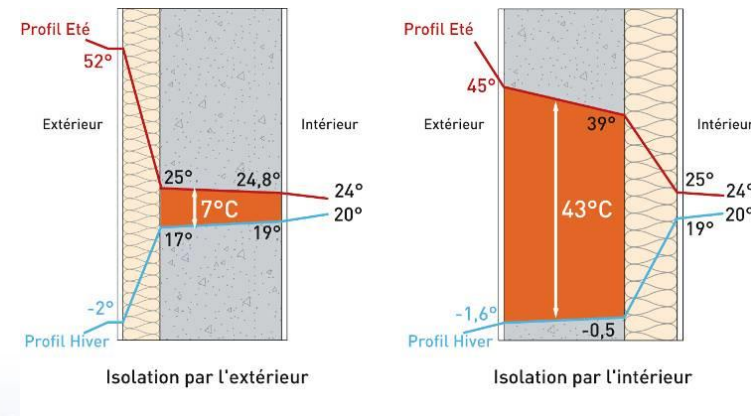 Profil Eté
52°
Extérieur
Intérieur
25°
24,8°
24°
7°C
20°
17°
19°
-2°
Profil Hiver
Isolation par l'extérieur
Profil Eté
45°
39°
Extérieur
Intérieur
25°
24°
43°C
20°
19°
-1,6°
-0,5
Profil Hiver
Isolation par l'intérieur